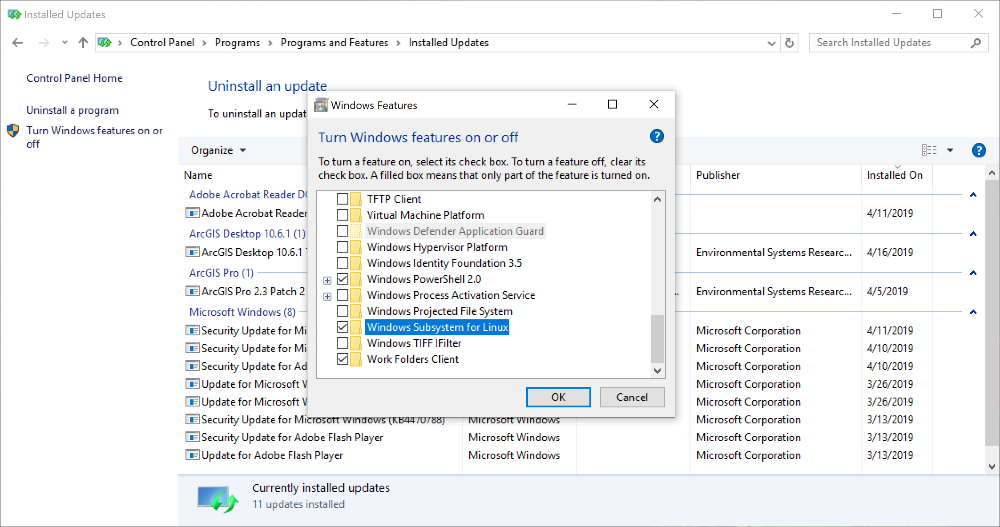 Installed Updates
Control Panel > Programs > Programs and Features > Installed Updates
Search Installed Updates
Control Panel Home
Uninstall a program
Turn Windows features on or
off
Uninstall an update
To uninstall an updat
Organize
Name
Publisher
Installed On
Adobe Acrobat Reader DC
Adobe Acrobat Reader
4/11/2019
ArcGIS Desktop 10.6.1 (1)
ArcGIS Desktop 10.6.1
Environmental Systems Researc...
4/16/2019
ArcGIS Pro (1)
ArcGIS Pro 2.3 Patch 2
Environmental Systems Researc...
4/5/2019
Microsoft Windows (8)
Security Update for Mi
Microsoft Corporation
4/11/2019
Security Update for Mi
Microsoft Corporation
4/10/2019
Security Update for Ad
Microsoft Corporation
4/10/2019
Update for Microsoft W
Microsoft Corporation
3/26/2019
Update for Microsoft W
Microsoft Corporation
3/26/2019
Security Update for Microsoft Windows (KB4470788)
Microsoft Windows
Microsoft Corporation
3/13/2019
Security Update for Adobe Flash Player
Microsoft Windows
Microsoft Corporation
3/13/2019
Update for Adobe Flash Player
Microsoft Windows
Microsoft Corporation
3/13/2019
Currently installed updates
11 updates installed
Windows Features
Turn Windows features on or off
?
To turn a feature on, select its check box. To turn a feature off, clear its
check box. A filled box means that only part of the feature is turned on.
TFTP Client
Virtual Machine Platform
Windows Defender Application Guard
Windows Hypervisor Platform
Windows Identity Foundation 3.5
Windows PowerShell 2.0
Windows Process Activation Service
Windows Projected File System
Windows Subsystem for Linux
Windows TIFF IFilter
Work Folders Client
OK
Cancel
?